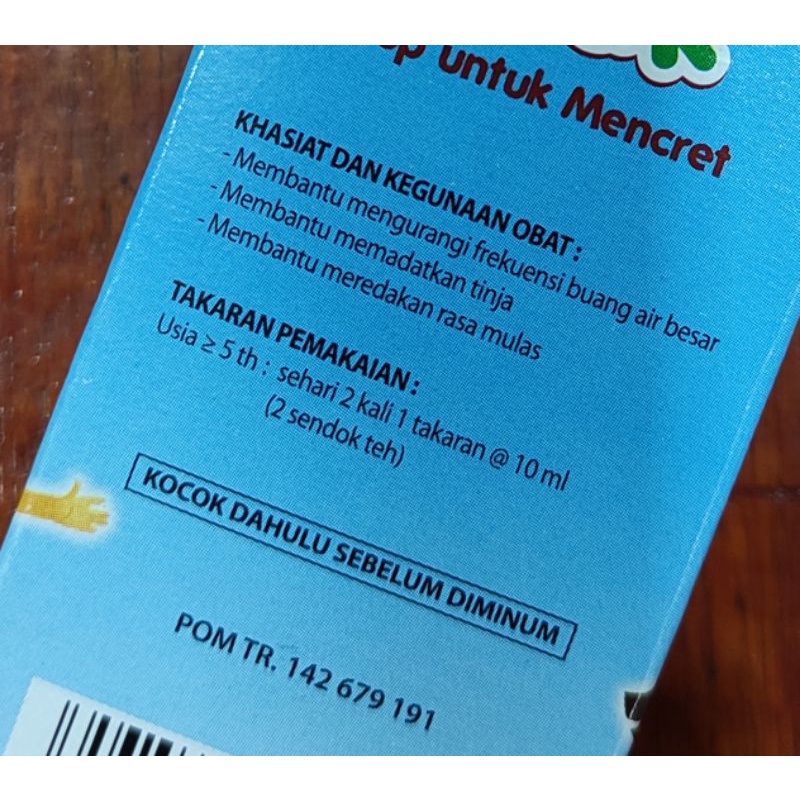 untuk Mencret
KHASIAT DAN KEGUNAAN OBAT :
- Membantu mengurangi frekuensi buang air besar
- Membantu memadatkan tinja
- Membantu meredakan rasa mulas
TAKARAN PEMAKAIAN :
Usia ≥ 5 th : sehari 2 kali 1 takaran @ 10 ml
(2 sendok teh)
KOCOK DAHULU SEBELUM DIMINUM
POM TR. 142 679 191